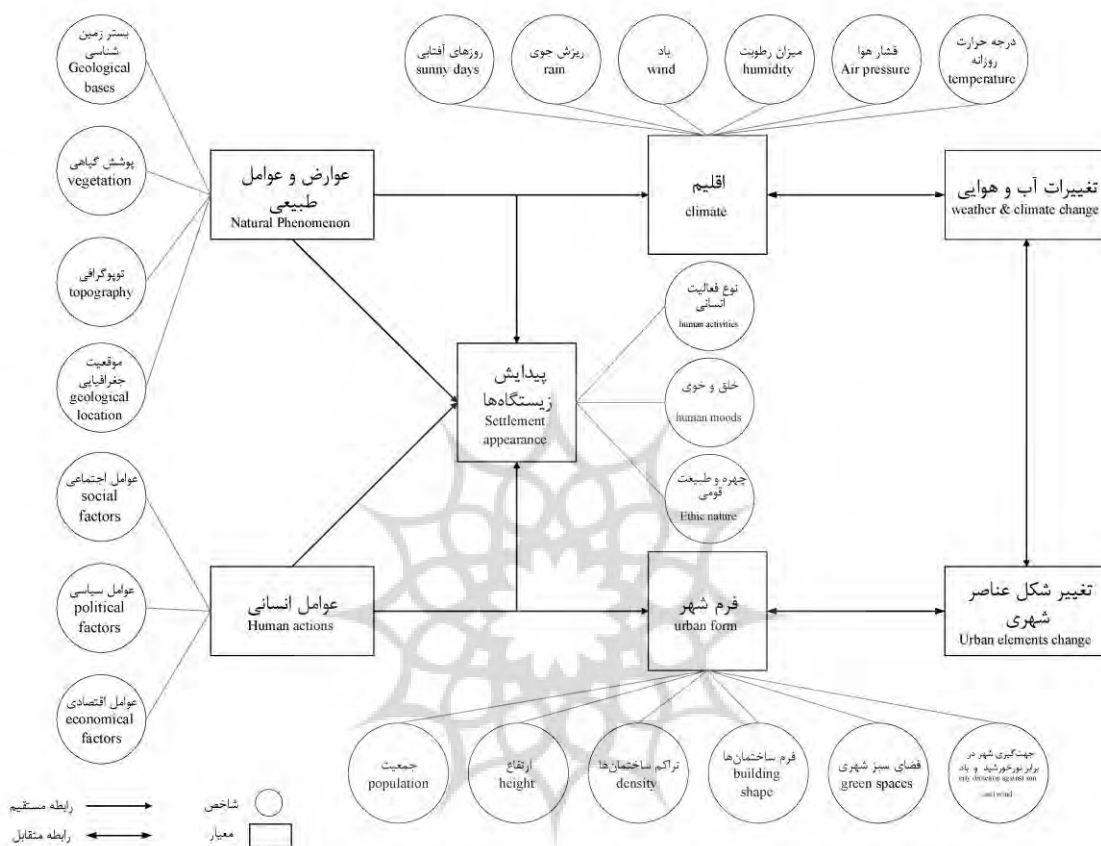 بستر زمین
شناسی
Geological
bases
پوشش گیاهی
vegetation
توپوگرافی
topography
موقعیت
جغرافیایی
geological
location
عوامل اجتماعی
social
factors
عوامل سیاسی
political
factors
عوامل اقتصادی
economical
factors
روزهای آفتابی
sunny days
ریزش جوی
rain
باد
wind
میزان رطوبت
humidity
فشار هوا
Air pressure
درجه حرارت
روزانه
temperature
عوارض و عوامل
طبیعی
Natural Phenomenon
اقلیم
climate
تغییرات آب و هوایی
weather & climate change
پیدایش
زیستگاه‌ها
Settlement
appearance
نوع فعالیت
انسانی
human activities
خلق و خوی
human moods
چهره و طبیعت
قومی
Ethic nature
عوامل انسانی
Human actions
فرم شهر
urban form
تغییر شکل عناصر
شهری
Urban elements change
جمعیت
population
ارتفاع
height
تراکم ساختمان‌ها
density
فرم ساختمان‌ها
building
shape
فضای سبز شهری
green spaces
جهت‌گیری شهر در
برابر نورخورشید و باد
against sun
and wind
رابطه مستقیم
شاخص
رابطه متقابل
معیار